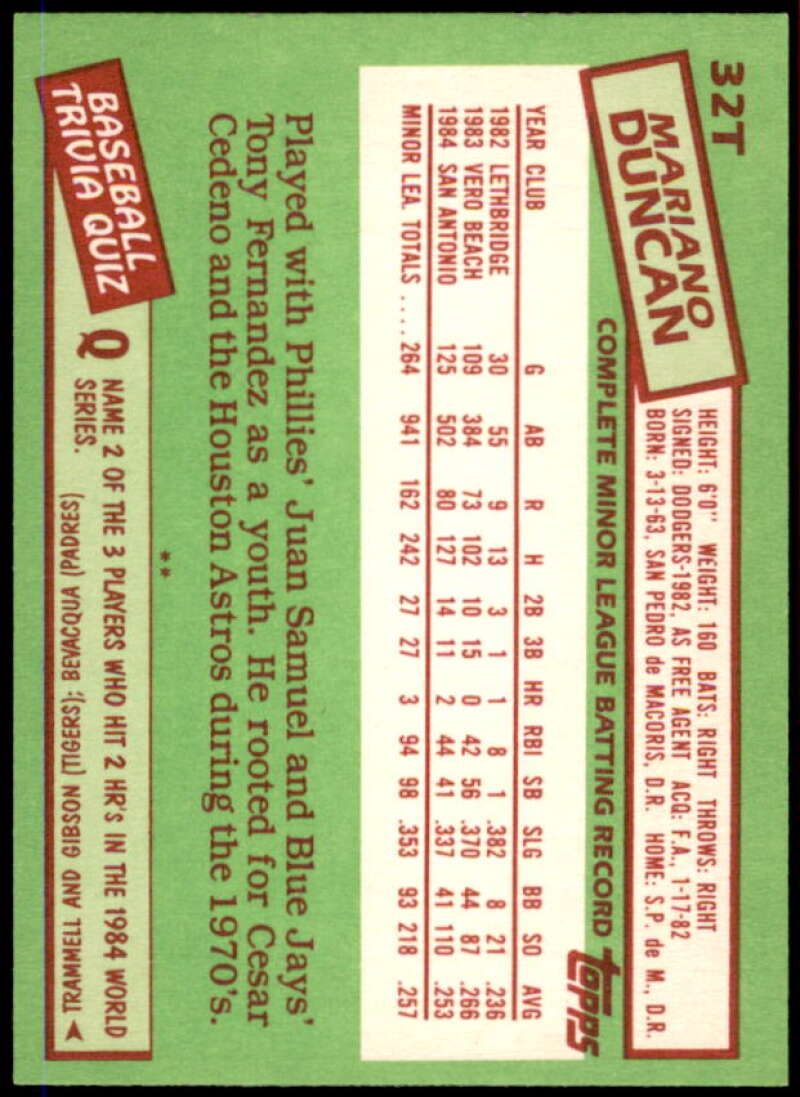 32T
MARIANO
DUNCAN
HEIGHT: 6'0" WEIGHT: 160 BATS: RIGHT THROWS: RIGHT
SIGNED: DODGERS-1982, AS FREE AGENT ACQ: F.A., 1-17-82
BORN: 3-13-63, SAN PEDRO de MACORIS, D.R. HOME: S.P. de M., D.R.
COMPLETE MINOR LEAGUE BATTING RECORD topps
YEAR CLUB G AB R H 2B 3B HR RBI SB SLG BB SO AVG
1982 LETHBRIDGE 30 55 9 13 3 1 1 8 1 .382 8 21 .236
1983 VERO BEACH 109 384 73 102 10 15 0 42 56 .370 44 87 .266
1984 SAN ANTONIO 125 502 80 127 14 11 2 44 41 .337 41 110 .253
MINOR LEA. TOTALS .... 264 941 162 242 27 27 3 94 98 .353 93 218 .257
Played with Phillies' Juan Samuel and Blue Jays'
Tony Fernandez as a youth. He rooted for Cesar
Cedeno and the Houston Astros during the 1970's.
**
BASEBALL
TRIVIA QUIZ
Q NAME 2 OF THE 3 PLAYERS WHO HIT 2 HR'S IN THE 1984 WORLD
SERIES.
TRAMMELL AND GIBSON (TIGERS); BEVACQUA (PADRES)